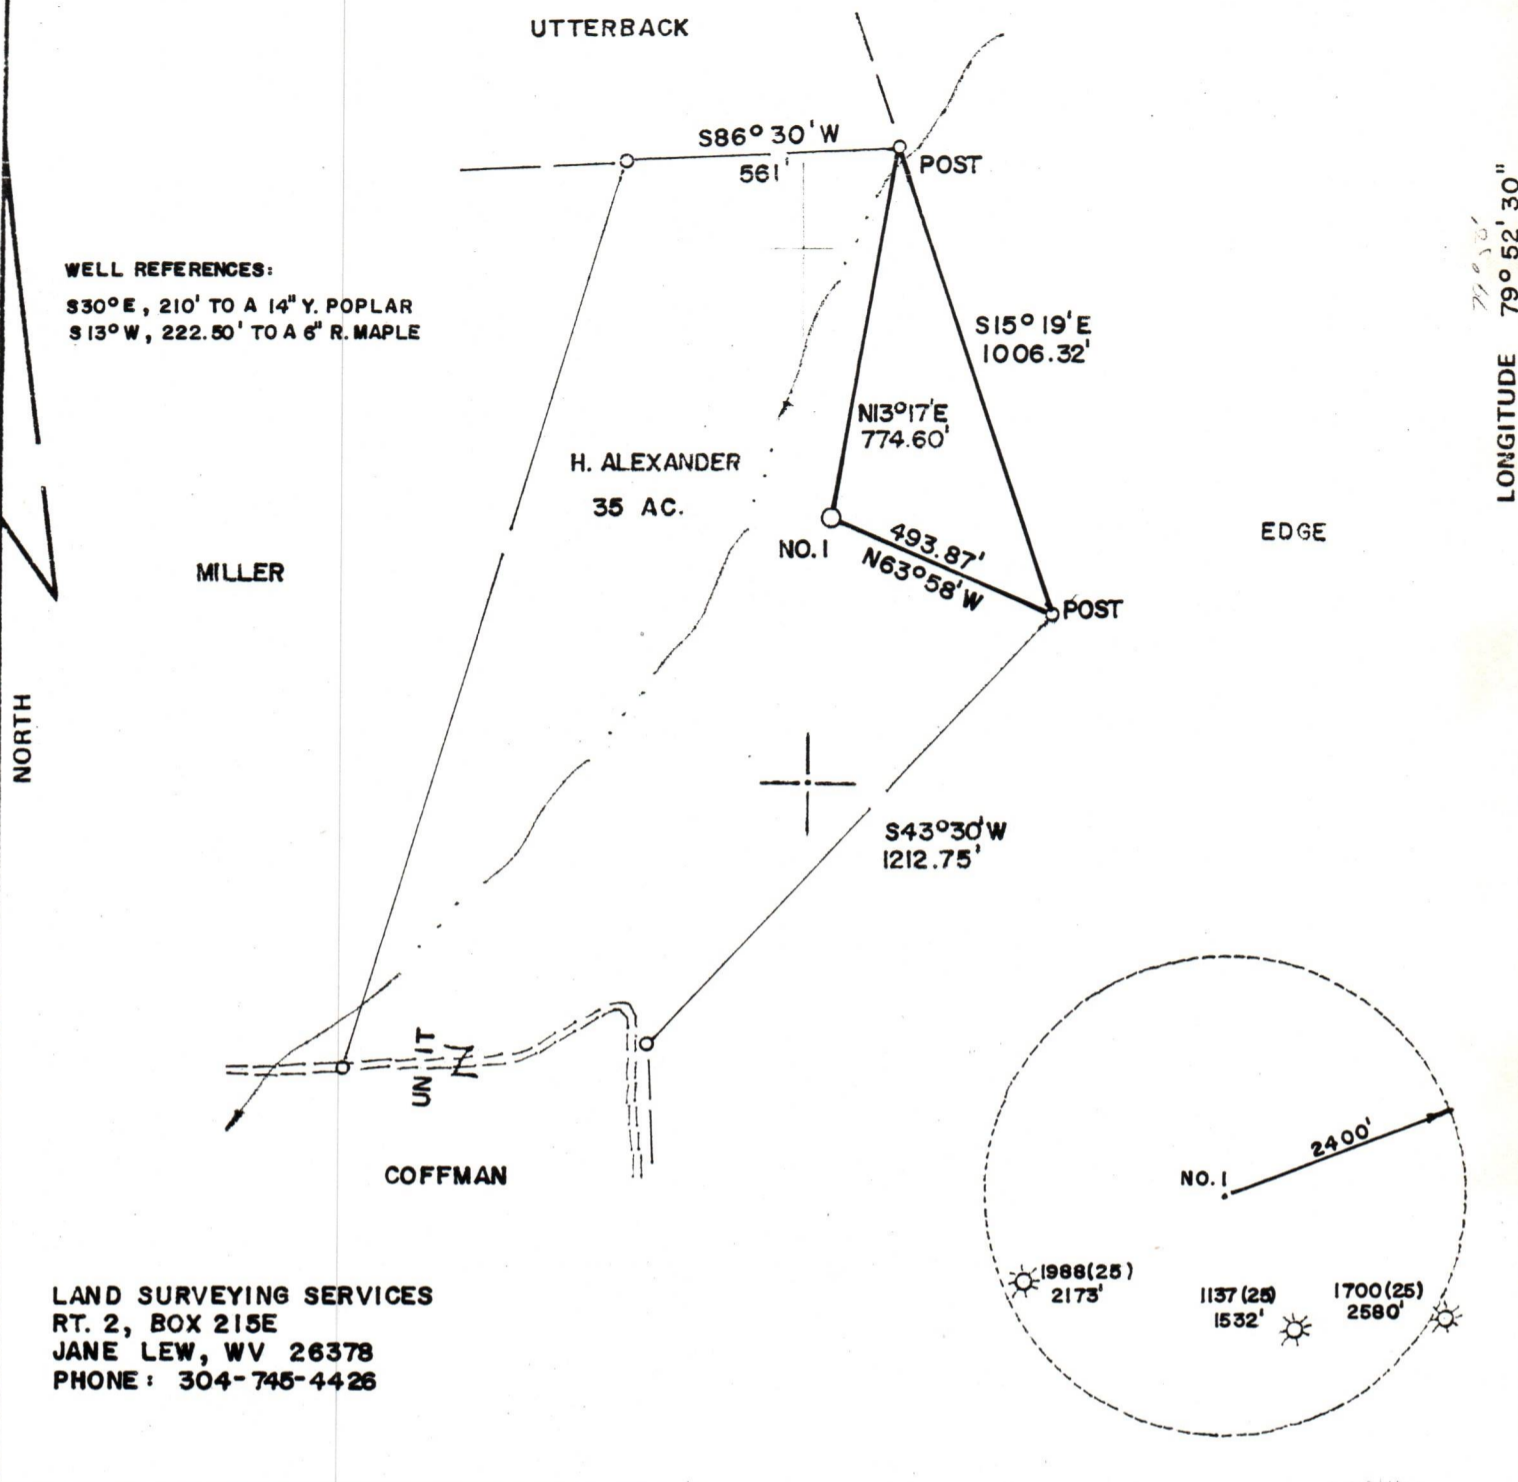 UTTERBACK
S86° 30' W
561'
POST
WELL REFERENCES:
S30° E, 210' TO A 14" Y. POPLAR
S 13° W, 222.50' TO A 6" R. MAPLE
S15° 19' E
1006.32'
LONGITUDE 79° 52' 30"
N13° 17' E
774.60'
H. ALEXANDER
35 AC.
NO. 1
493.87'
N63° 58' W
EDGE
MILLER
POST
NORTH
S43° 30' W
1212.75'
UNIT
COFFMAN
2400'
NO. 1
1988(25)
2173'
1137(25)
1532'
1700(25)
2580'
LAND SURVEYING SERVICES
RT. 2, BOX 215E
JANE LEW, WV 26378
PHONE: 304-745-4426